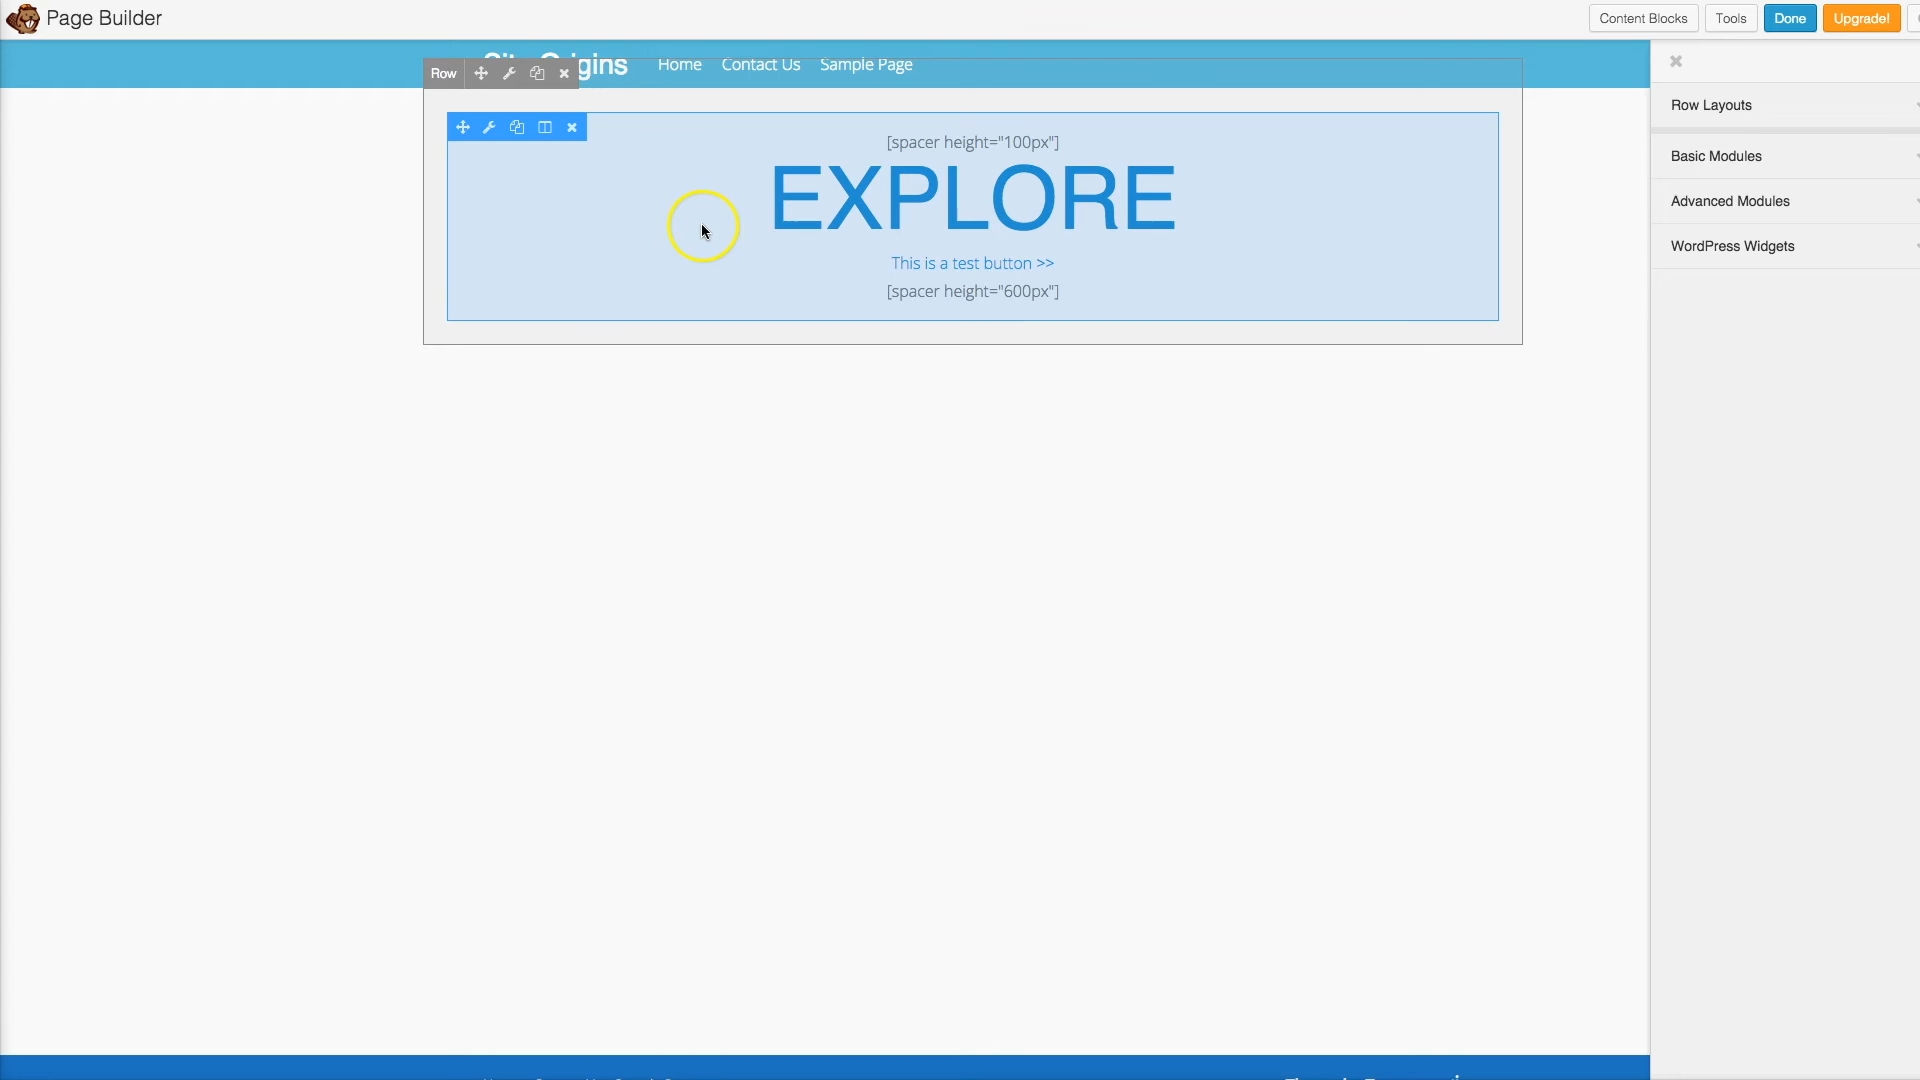 Page Builder
Content Blocks
Tools
Done
Upgrade!
Home
Contact Us
Sample Page
Row
[spacer height="100px"]
EXPLORE
This is a test button >>
[spacer height="600px"]
Row Layouts
Basic Modules
Advanced Modules
WordPress Widgets